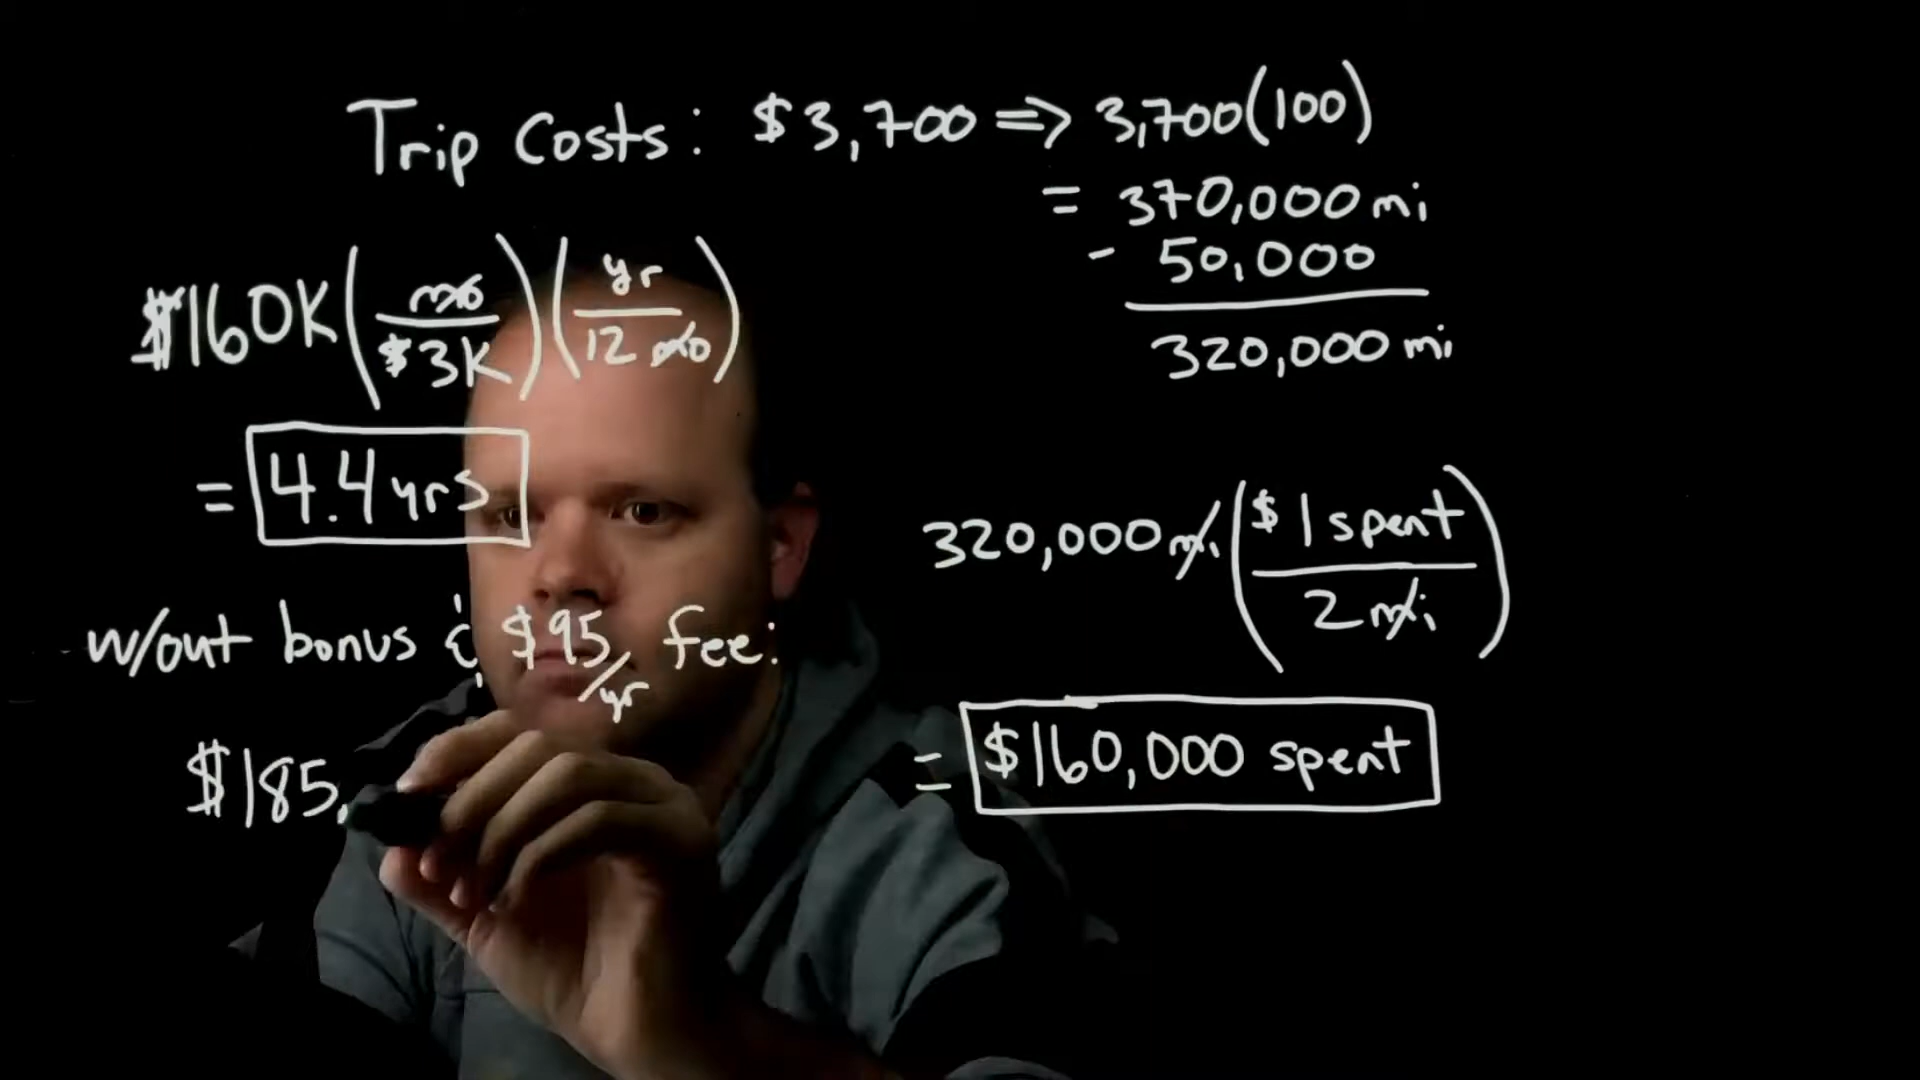 Trip Costs: $3,700 ⇒ 3,700(100)
= 370,000 mi
- 50,000
320,000 mi
$160K (mo/$3K)(yr/12 mo)
= 4.4 yrs
320,000 mi ($1 spent/2 mi)
= $160,000 spent
w/out bonus & $95/yr fee:
$185,